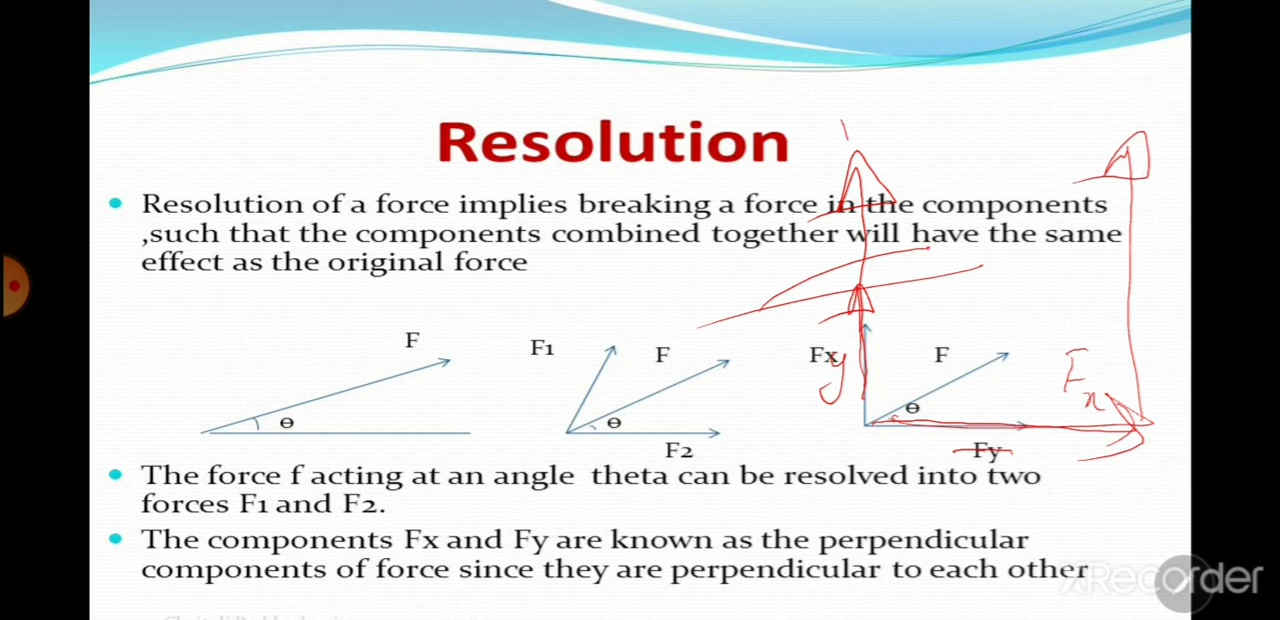 Resolution
Resolution of a force implies breaking a force in the components
,such that the components combined together will have the same
effect as the original force
F
θ
F1
F
θ
F2
Fx
y
F
θ
Fx
Fy
The force f acting at an angle theta can be resolved into two
forces F1 and F2.
The components Fx and Fy are known as the perpendicular
components of force since they are perpendicular to each other
XRecorder